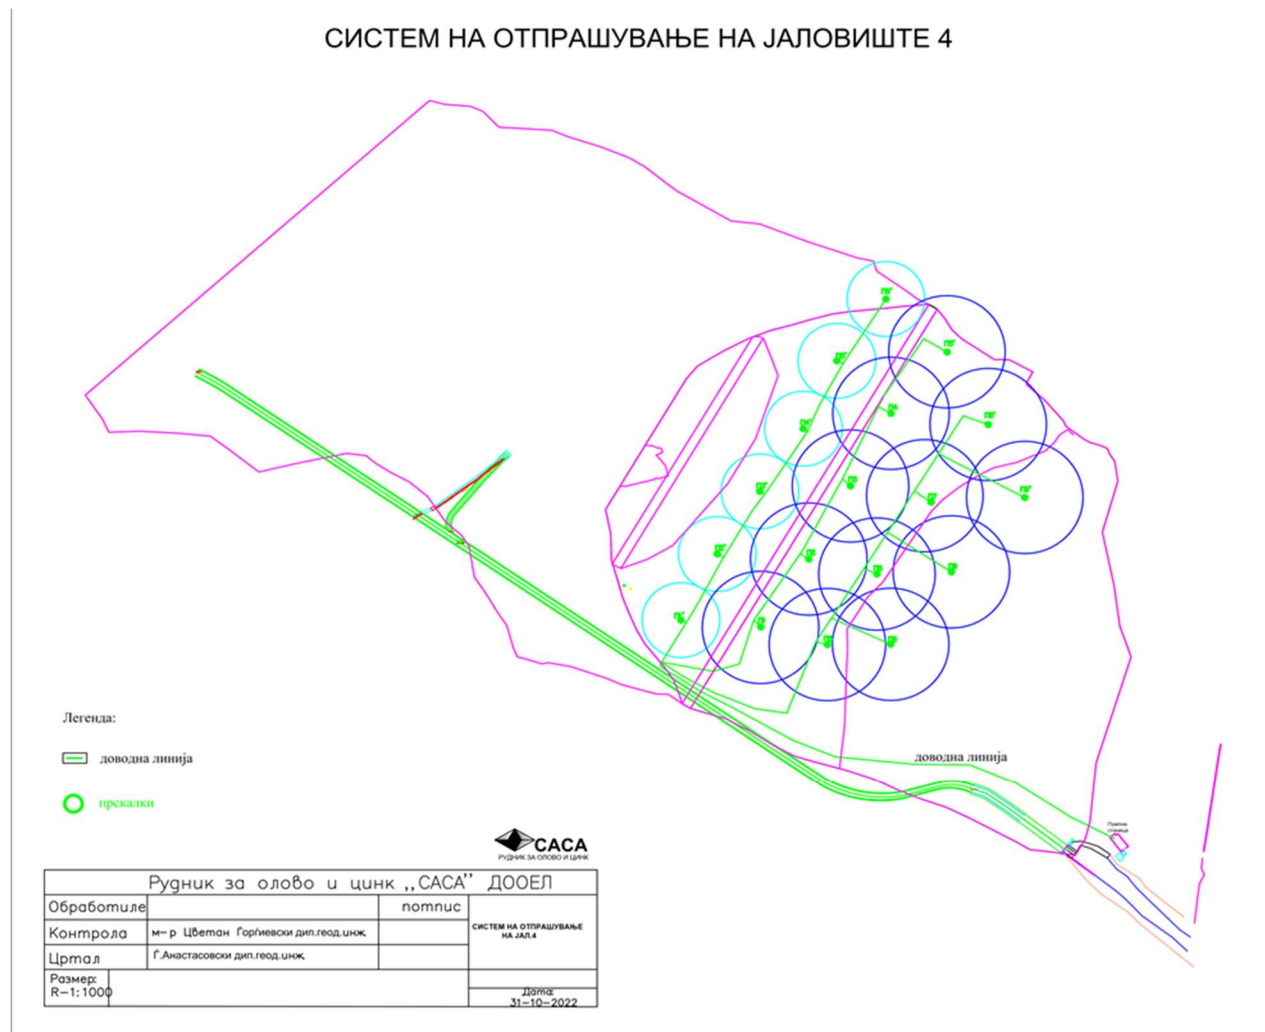 СИСТЕМ НА ОТПРАШУВАЊЕ НА ЈАЛОВИШТЕ 4
Легенда:
доводна линија
прскалки
доводна линија
Пумпна
станица
САСА
РУДНИК ЗА ОЛОВО И ЦИНК
Рудник за олово и цинк ,,САСА" ДООЕЛ
Обработиле
потпис
Контрола
м-р Цветан Ѓорѓиевски дип.геод.инж.
Цртал
Ѓ.Анастасовски дип.геод.инж.
СИСТЕМ НА ОТПРАШУВАЊЕ
НА ЈАЛ.4
Размер:
R-1:1000
Дата:
31-10-2022